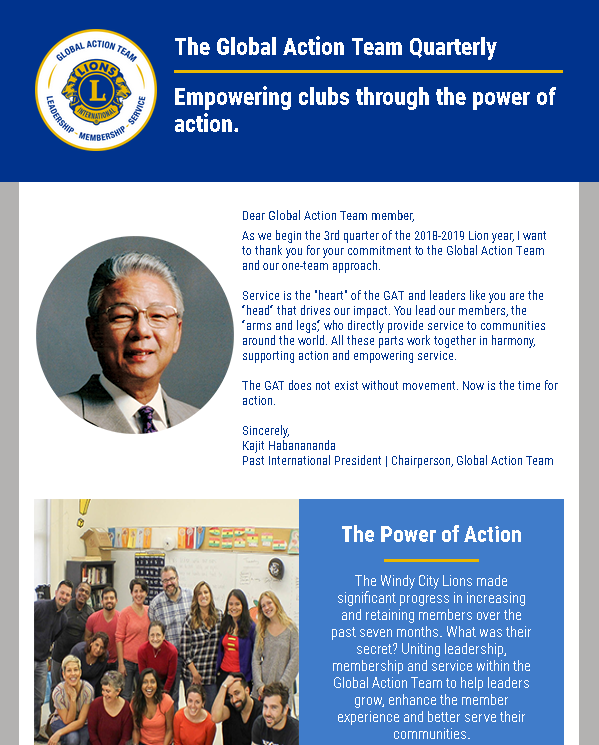 GLOBAL ACTION TEAM
LIONS
L
INTERNATIONAL
LEADERSHIP - MEMBERSHIP - SERVICE
The Global Action Team Quarterly
Empowering clubs through the power of
action.
Dear Global Action Team member,
As we begin the 3rd quarter of the 2018-2019 Lion year, I want
to thank you for your commitment to the Global Action Team
and our one-team approach.
Service is the "heart" of the GAT and leaders like you are the
"head" that drives our impact. You lead our members, the
"arms and legs", who directly provide service to communities
around the world. All these parts work together in harmony,
supporting action and empowering service.
The GAT does not exist without movement. Now is the time for
action.
Sincerely,
Kajit Habanananda
Past International President | Chairperson, Global Action Team
The Power of Action
The Windy City Lions made
significant progress in increasing
and retaining members over the
past seven months. What was their
secret? Uniting leadership,
membership and service within the
Global Action Team to help leaders
grow, enhance the member
experience and better serve their
communities.